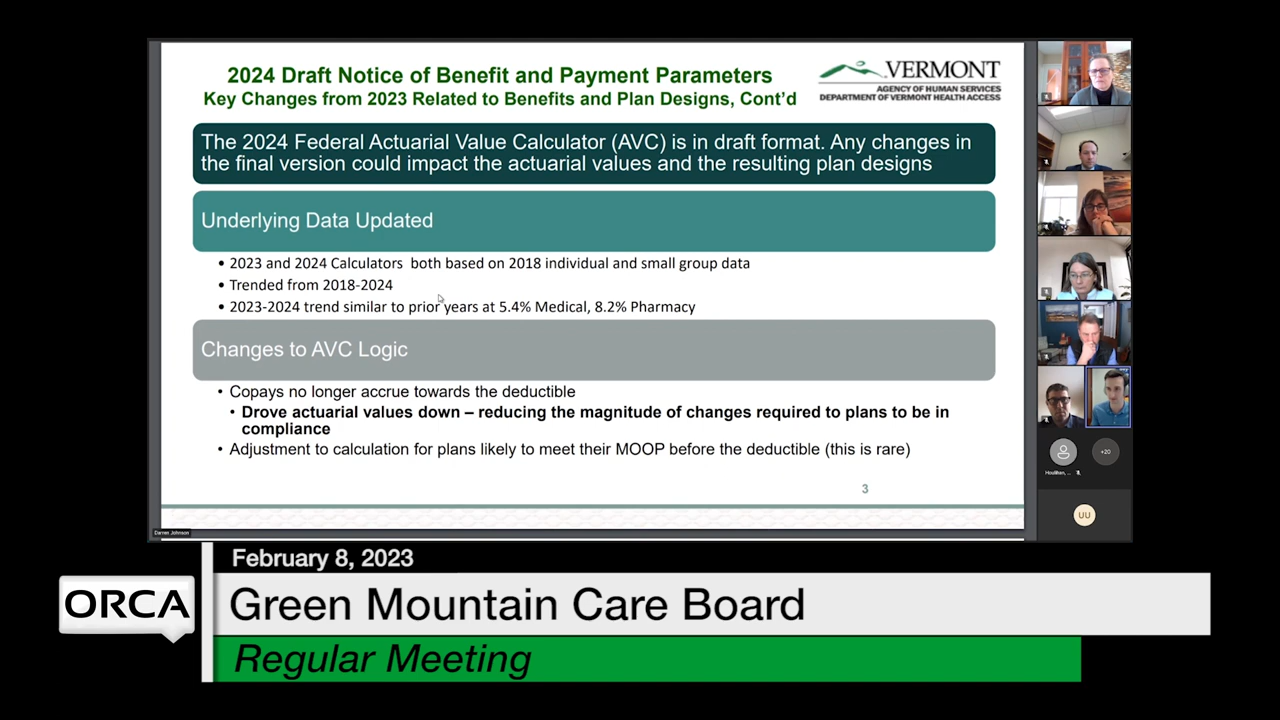 2024 Draft Notice of Benefit and Payment Parameters
Key Changes from 2023 Related to Benefits and Plan Designs, Cont'd
VERMONT
AGENCY OF HUMAN SERVICES
DEPARTMENT OF VERMONT HEALTH ACCESS
The 2024 Federal Actuarial Value Calculator (AVC) is in draft format. Any changes in
the final version could impact the actuarial values and the resulting plan designs
Underlying Data Updated
• 2023 and 2024 Calculators both based on 2018 individual and small group data
• Trended from 2018-2024
• 2023-2024 trend similar to prior years at 5.4% Medical, 8.2% Pharmacy
Changes to AVC Logic
• Copays no longer accrue towards the deductible
• Drove actuarial values down – reducing the magnitude of changes required to plans to be in
compliance
• Adjustment to calculation for plans likely to meet their MOOP before the deductible (this is rare)
3
Darren Johnson
+20
Houlihan, ...
UU
February 8, 2023
ORCA
Green Mountain Care Board
Regular Meeting